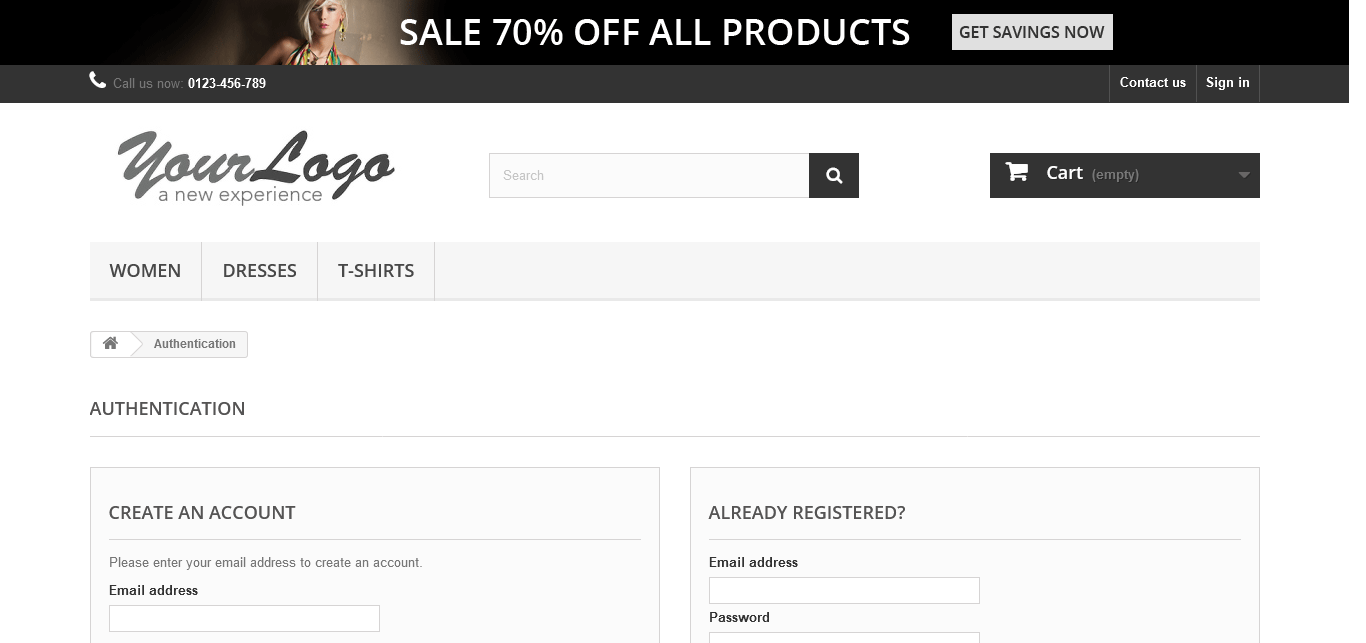 SALE 70% OFF ALL PRODUCTS
GET SAVINGS NOW
Call us now: 0123-456-789
Contact us
Sign in
YourLogo
a new experience
Search
Cart (empty)
WOMEN
DRESSES
T-SHIRTS
Authentication
AUTHENTICATION
CREATE AN ACCOUNT
Please enter your email address to create an account.
Email address
ALREADY REGISTERED?
Email address
Password